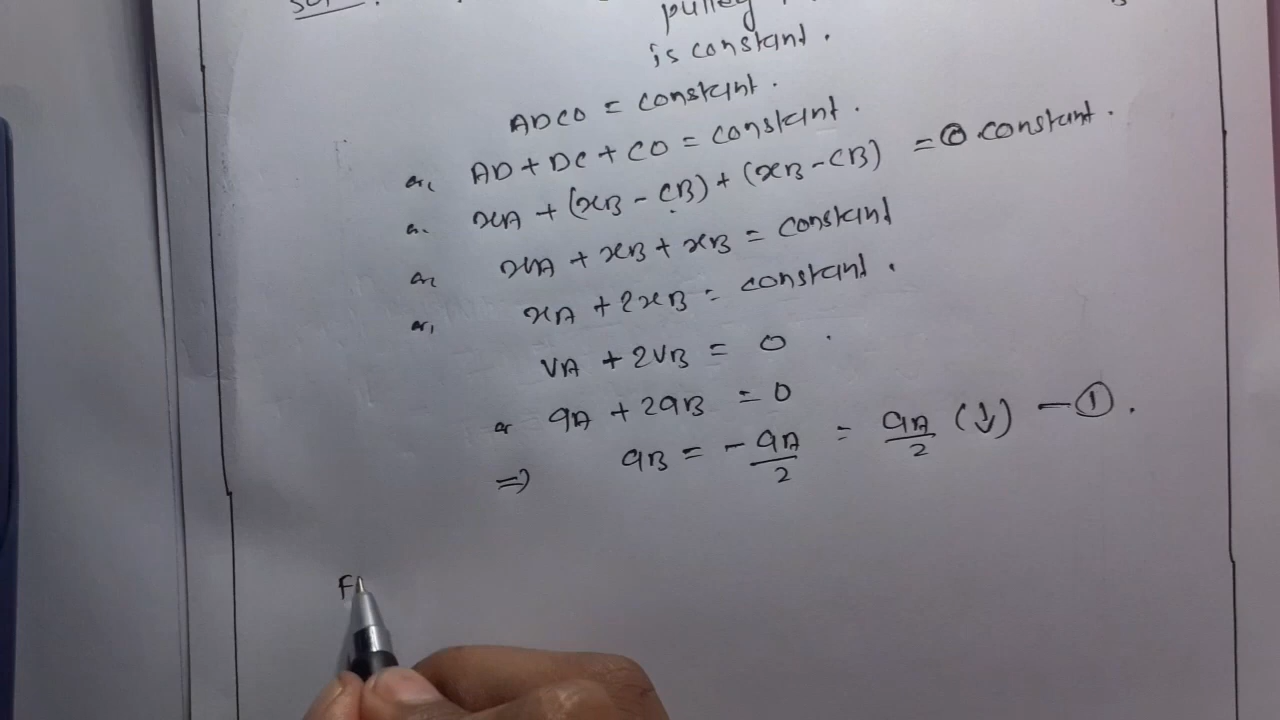 Sol
pulley
is constant.
ADCO = constant.
or, AD + DC + CO = constant.
or xA + (xB - CB) + (xB - CB) = 0 constant.
or xA + xB + xB = constant
or, xA + 2xB = constant.
VA + 2VB = 0
or aA + 2aB = 0
⇒ aB = - aA/2 = aA/2 (↓) — ①.
F